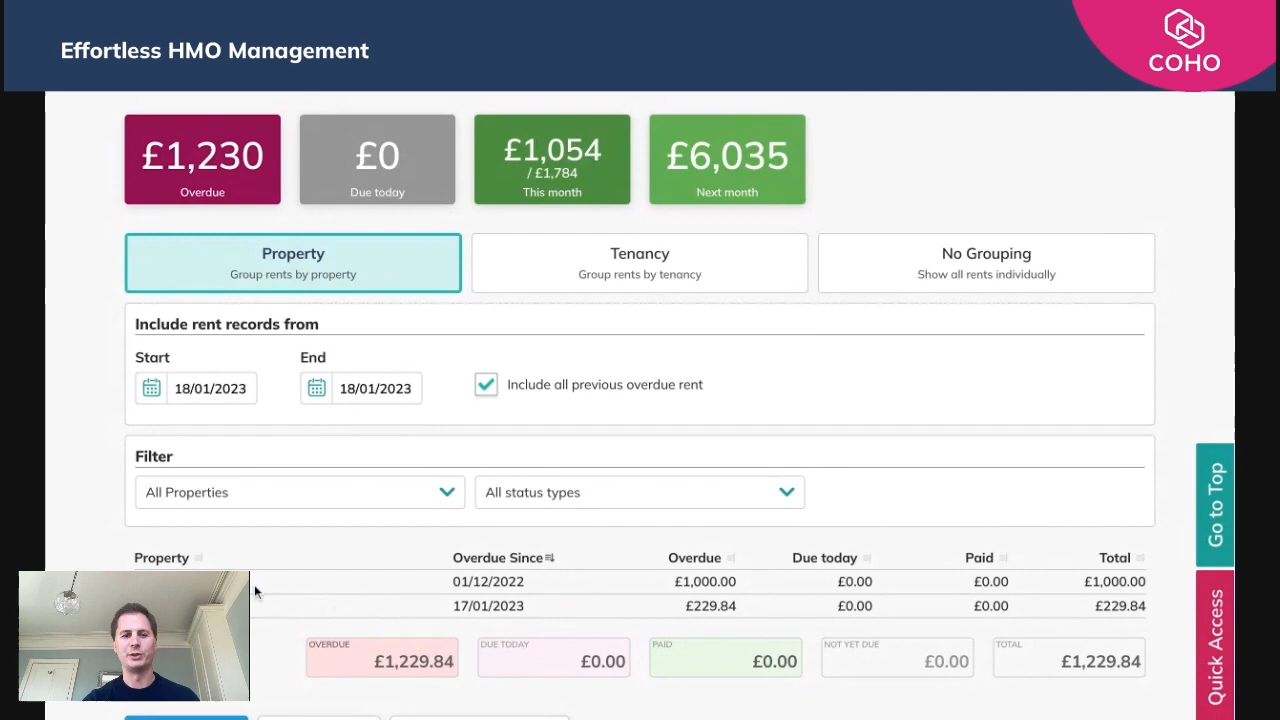 Effortless HMO Management
COHO
£1,230
Overdue
£0
Due today
£1,054
/ £1,784
This month
£6,035
Next month
Property
Group rents by property
Tenancy
Group rents by tenancy
No Grouping
Show all rents individually
Include rent records from
Start
End
18/01/2023
18/01/2023
Include all previous overdue rent
Filter
All Properties
All status types
Go to Top
Property Overdue Since Overdue Due today Paid Total
01/12/2022 £1,000.00 £0.00 £0.00 £1,000.00
17/01/2023 £229.84 £0.00 £0.00 £229.84
Quick Access
OVERDUE
£1,229.84
DUE TODAY
£0.00
PAID
£0.00
NOT YET DUE
£0.00
TOTAL
£1,229.84